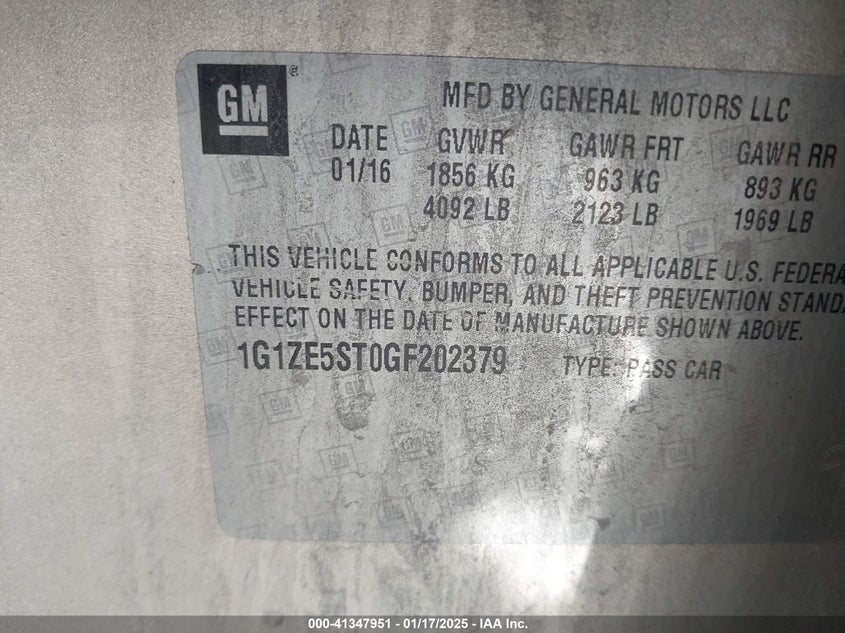 GM ®
MFD BY GENERAL MOTORS LLC
DATE GVWR GAWR FRT GAWR RR
01/16 1856 KG 963 KG 893 KG
4092 LB 2123 LB 1969 LB
THIS VEHICLE CONFORMS TO ALL APPLICABLE U.S. FEDERA
VEHICLE SAFETY, BUMPER, AND THEFT PREVENTION STANDA
EFFECT ON THE DATE OF MANUFACTURE SHOWN ABOVE.
1G1ZE5ST0GF202379 TYPE: PASS CAR
000-41347951 — 01/17/2025 — IAA Inc.